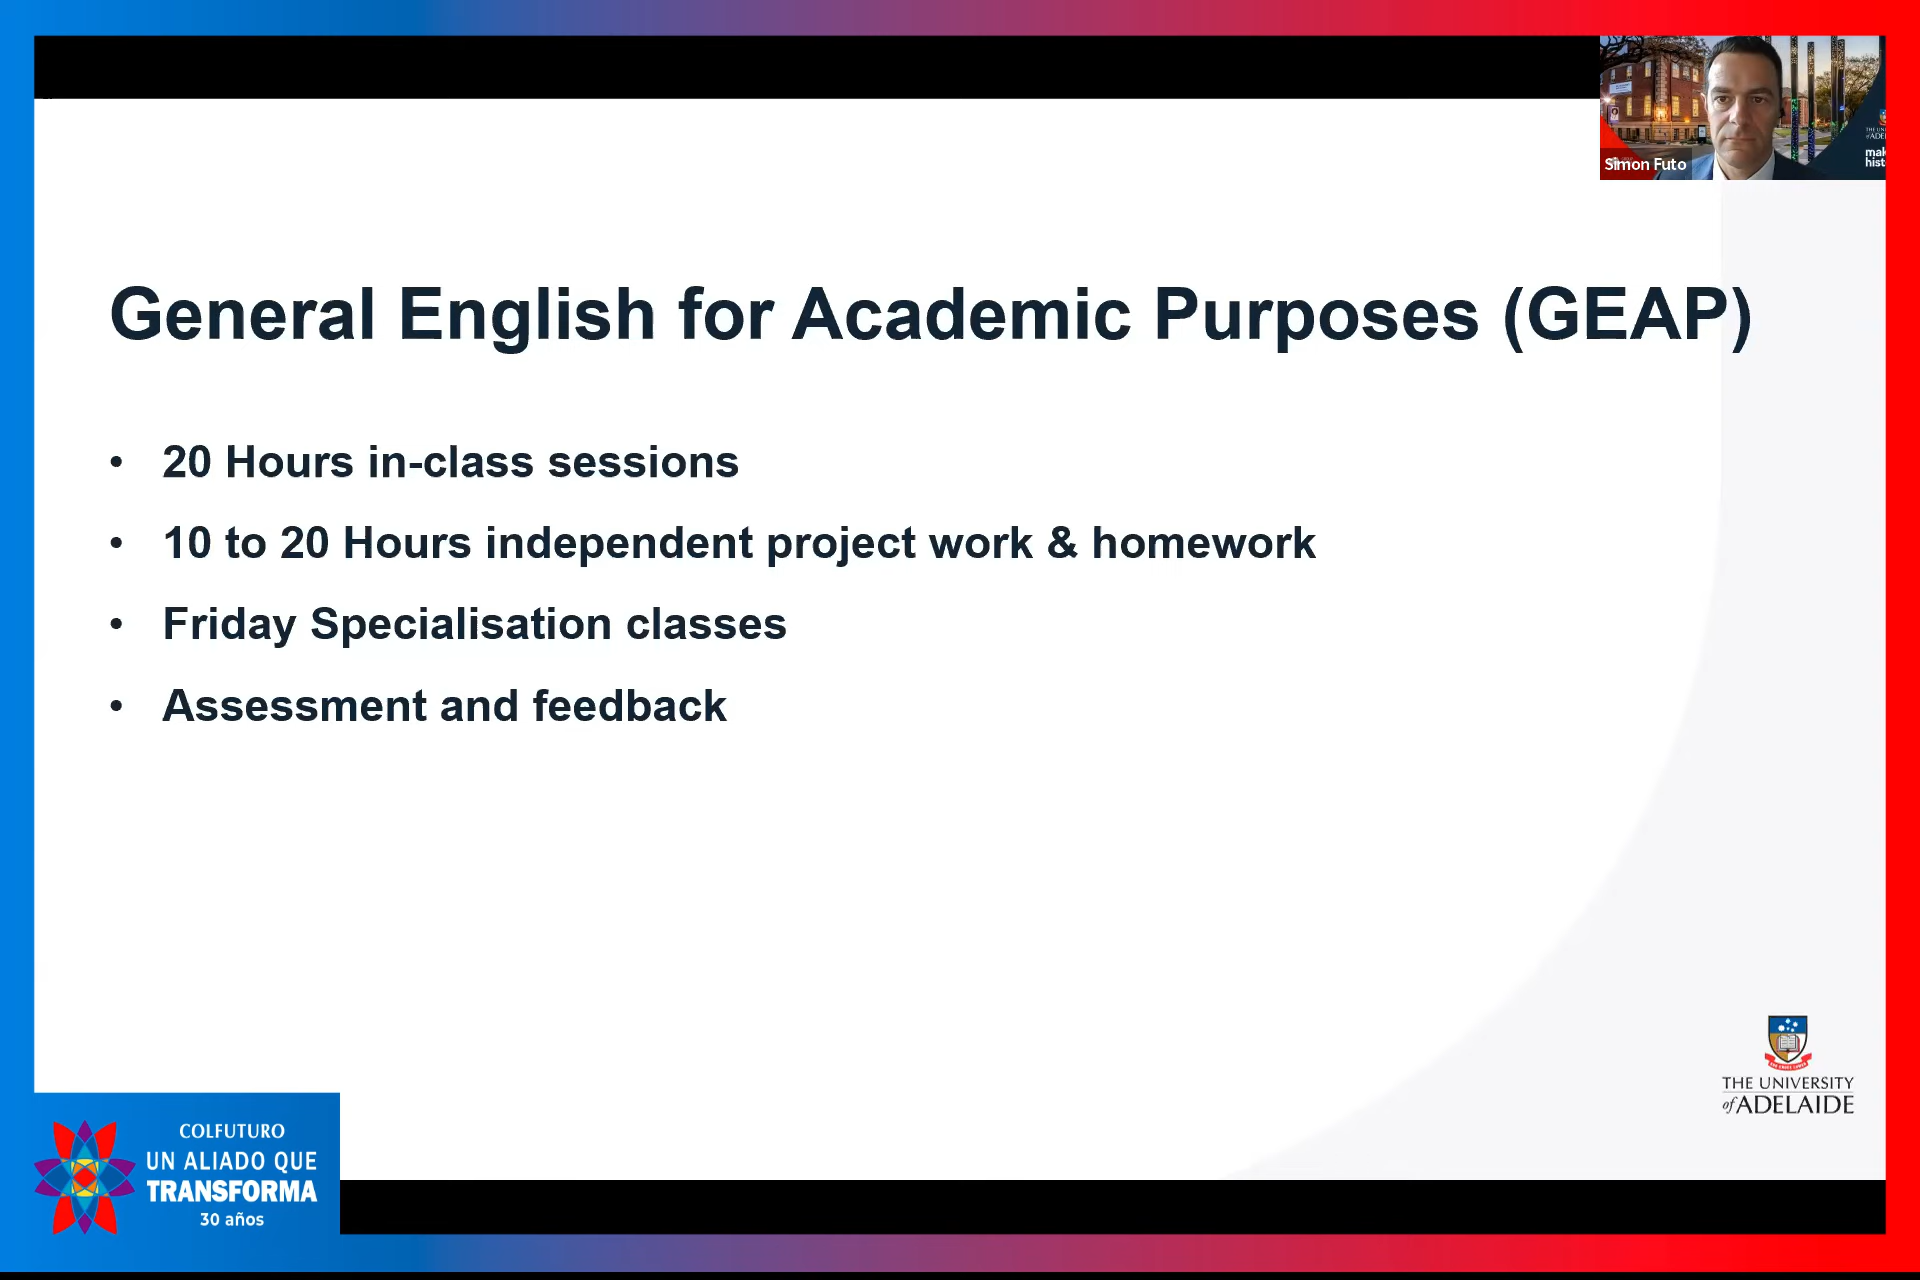 Simon Futo
mak
hist
General English for Academic Purposes (GEAP)
• 20 Hours in-class sessions
• 10 to 20 Hours independent project work & homework
• Friday Specialisation classes
• Assessment and feedback
THE UNIVERSITY
of ADELAIDE
COLFUTURO
UN ALIADO QUE
TRANSFORMA
30 años